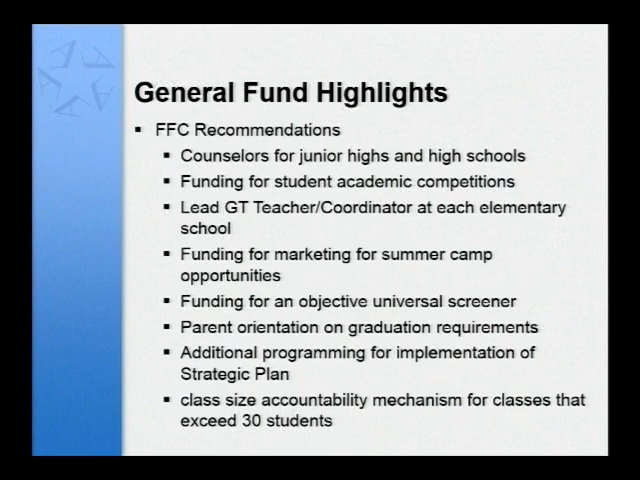 General Fund Highlights
FFC Recommendations
Counselors for junior highs and high schools
Funding for student academic competitions
Lead GT Teacher/Coordinator at each elementary
school
Funding for marketing for summer camp
opportunities
Funding for an objective universal screener
Parent orientation on graduation requirements
Additional programming for implementation of
Strategic Plan
class size accountability mechanism for classes that
exceed 30 students